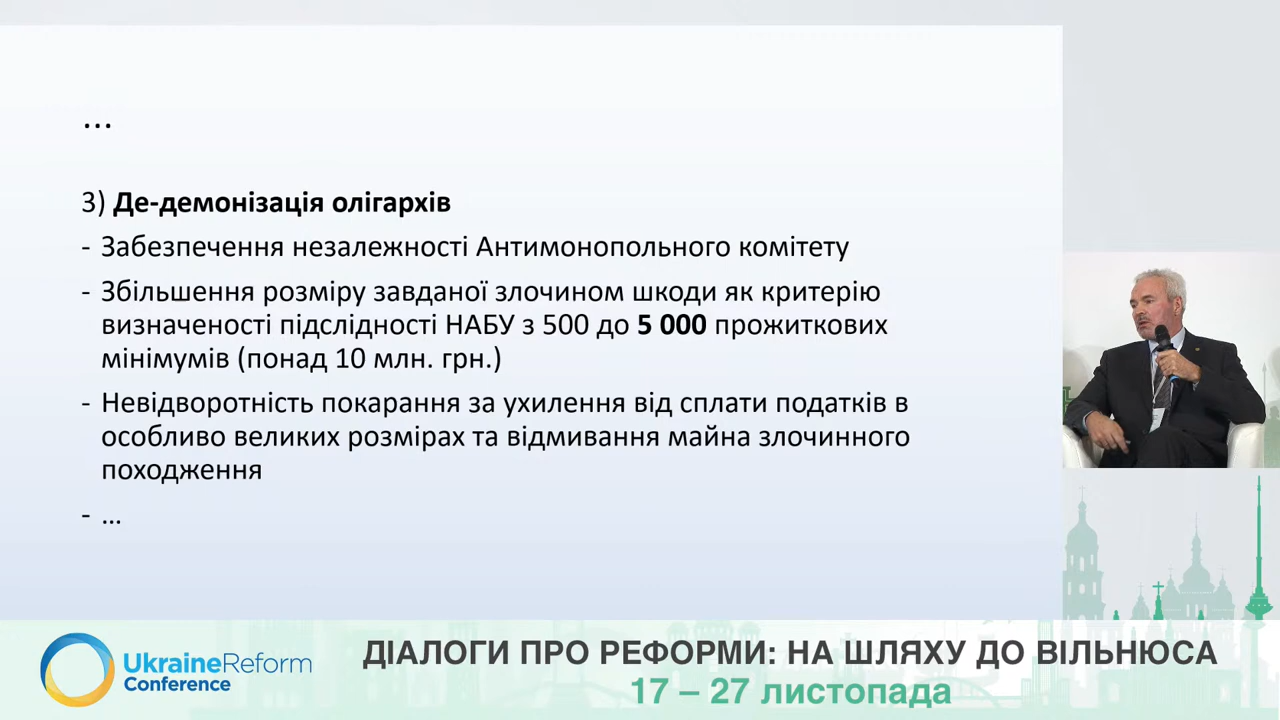 ...
3) Де-демонізація олігархів
- Забезпечення незалежності Антимонопольного комітету
- Збільшення розміру завданої злочином шкоди як критерію
визначеності підслідності НАБУ з 500 до 5 000 прожиткових
мінімумів (понад 10 млн. грн.)
- Невідворотність покарання за ухилення від сплати податків в
особливо великих розмірах та відмивання майна злочинного
походження
- ...
UkraineReform
Conference
ДІАЛОГИ ПРО РЕФОРМИ: НА ШЛЯХУ ДО ВІЛЬНЮСА
17 – 27 листопада